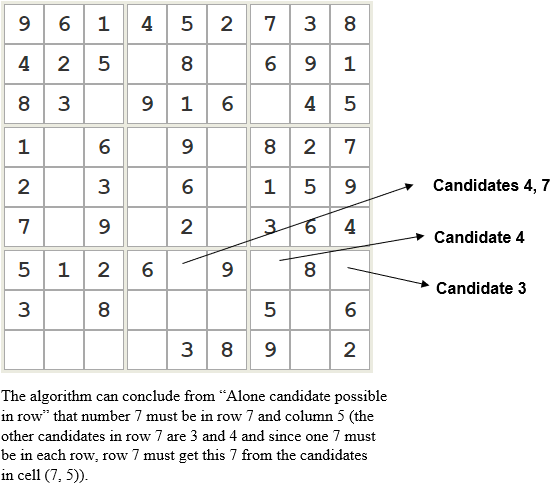 9 6 1 4 5 2 7 3 8
4 2 5 8 6 9 1
8 3 9 1 6 4 5
1 6 9 8 2 7
2 3 6 1 5 9
7 9 2 3 6 4
5 1 2 6 9 8
3 8 5 6
3 8 9 2
Candidates 4, 7
Candidate 4
Candidate 3
The algorithm can conclude from “Alone candidate possible
in row” that number 7 must be in row 7 and column 5 (the
other candidates in row 7 are 3 and 4 and since one 7 must
be in each row, row 7 must get this 7 from the candidates
in cell (7, 5)).